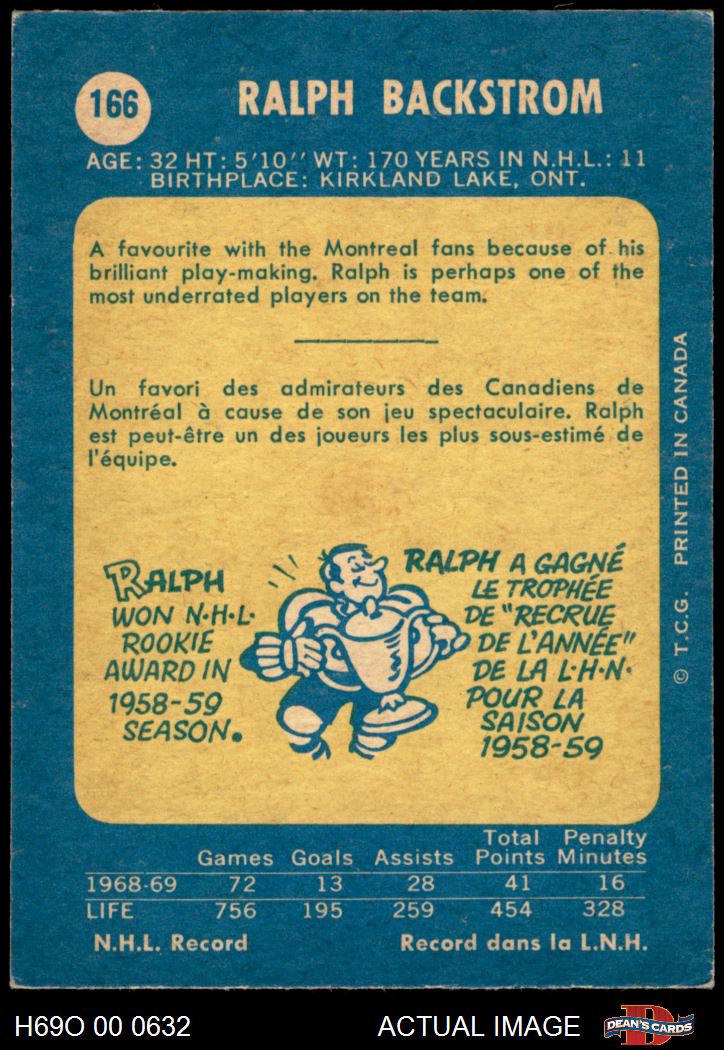 166
RALPH BACKSTROM
AGE: 32 HT: 5'10'' WT: 170 YEARS IN N.H.L.: 11
BIRTHPLACE: KIRKLAND LAKE, ONT.
A favourite with the Montreal fans because of his
brilliant play-making. Ralph is perhaps one of the
most underrated players on the team.
Un favori des admirateurs des Canadiens de
Montréal à cause de son jeu spectaculaire. Ralph
est peut-être un des joueurs les plus sous-estimé de
l'équipe.
RALPH
WON N·H·L·
ROOKIE
AWARD IN
1958-59
SEASON.
RALPH A GAGNÉ
LE TROPHÉE
DE "RECRUE
DE L'ANNÉE"
DE LA L·H·N·
POUR LA
SAISON
1958-59
© T.C.G. PRINTED IN CANADA
Games Goals Assists Total Points Penalty Minutes
1968-69 72 13 28 41 16
LIFE 756 195 259 454 328
N.H.L. Record Record dans la L.N.H.
H69O 00 0632 ACTUAL IMAGE D DEAN'S CARDS